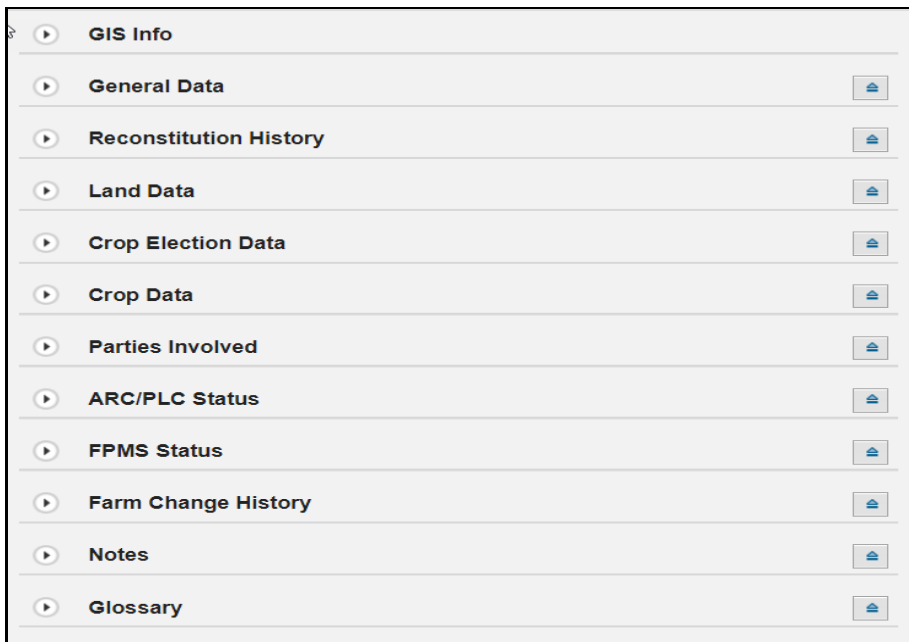 GIS Info
General Data
Reconstitution History
Land Data
Crop Election Data
Crop Data
Parties Involved
ARC/PLC Status
FPMS Status
Farm Change History
Notes
Glossary